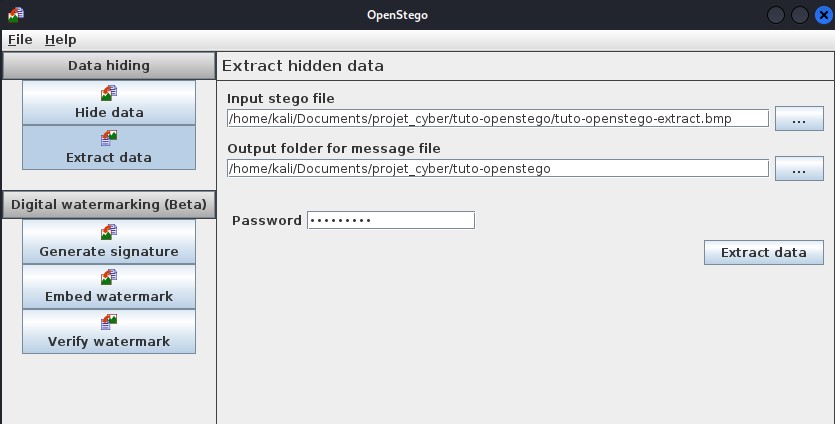 OpenStego
File Help
Data hiding
Hide data
Extract data
Digital watermarking (Beta)
Generate signature
Embed watermark
Verify watermark
Extract hidden data
Input stego file
/home/kali/Documents/projet_cyber/tuto-openstego/tuto-openstego-extract.bmp
...
Output folder for message file
/home/kali/Documents/projet_cyber/tuto-openstego
...
Password •••••••••
Extract data